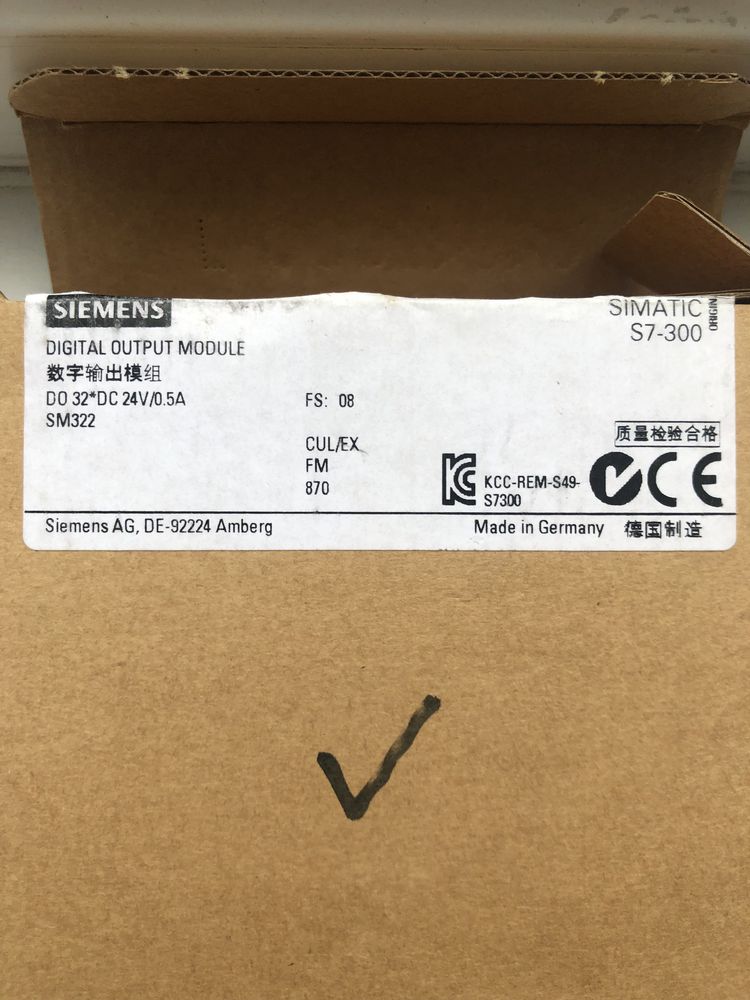 SIEMENS
SIMATIC
S7-300
DIGITAL OUTPUT MODULE
数字输出模组
DO 32*DC 24V/0.5A
SM322
FS: 08
CUL/EX
FM
870
质量检验合格
KCC-REM-S49-
S7300
CE
Siemens AG, DE-92224 Amberg
Made in Germany 德国制造